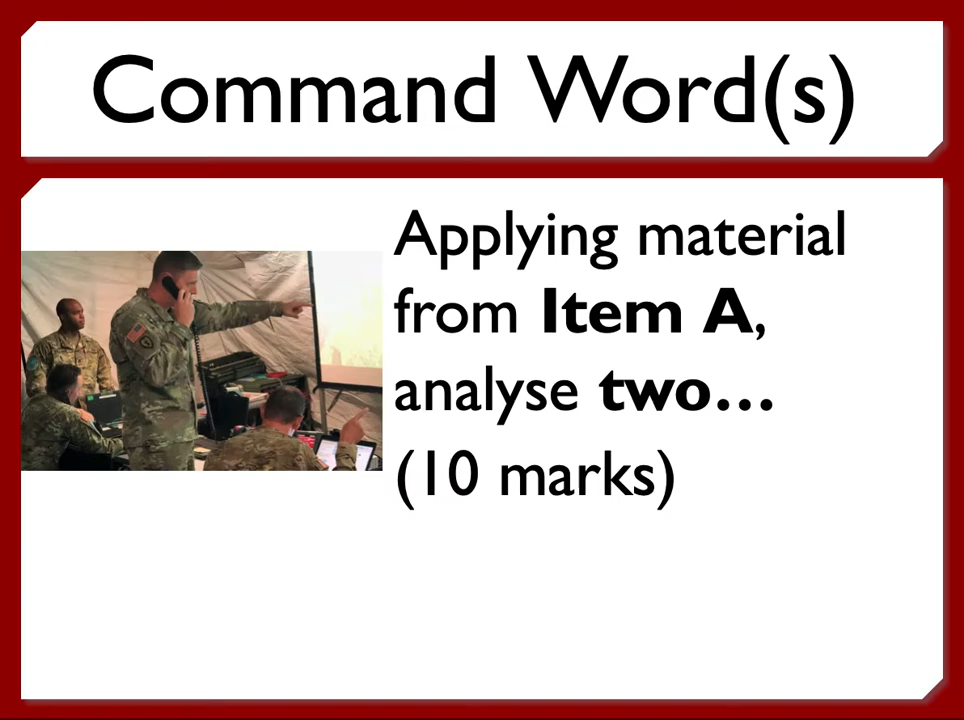 Command Word(s)
Applying material
from Item A,
analyse two…
(10 marks)